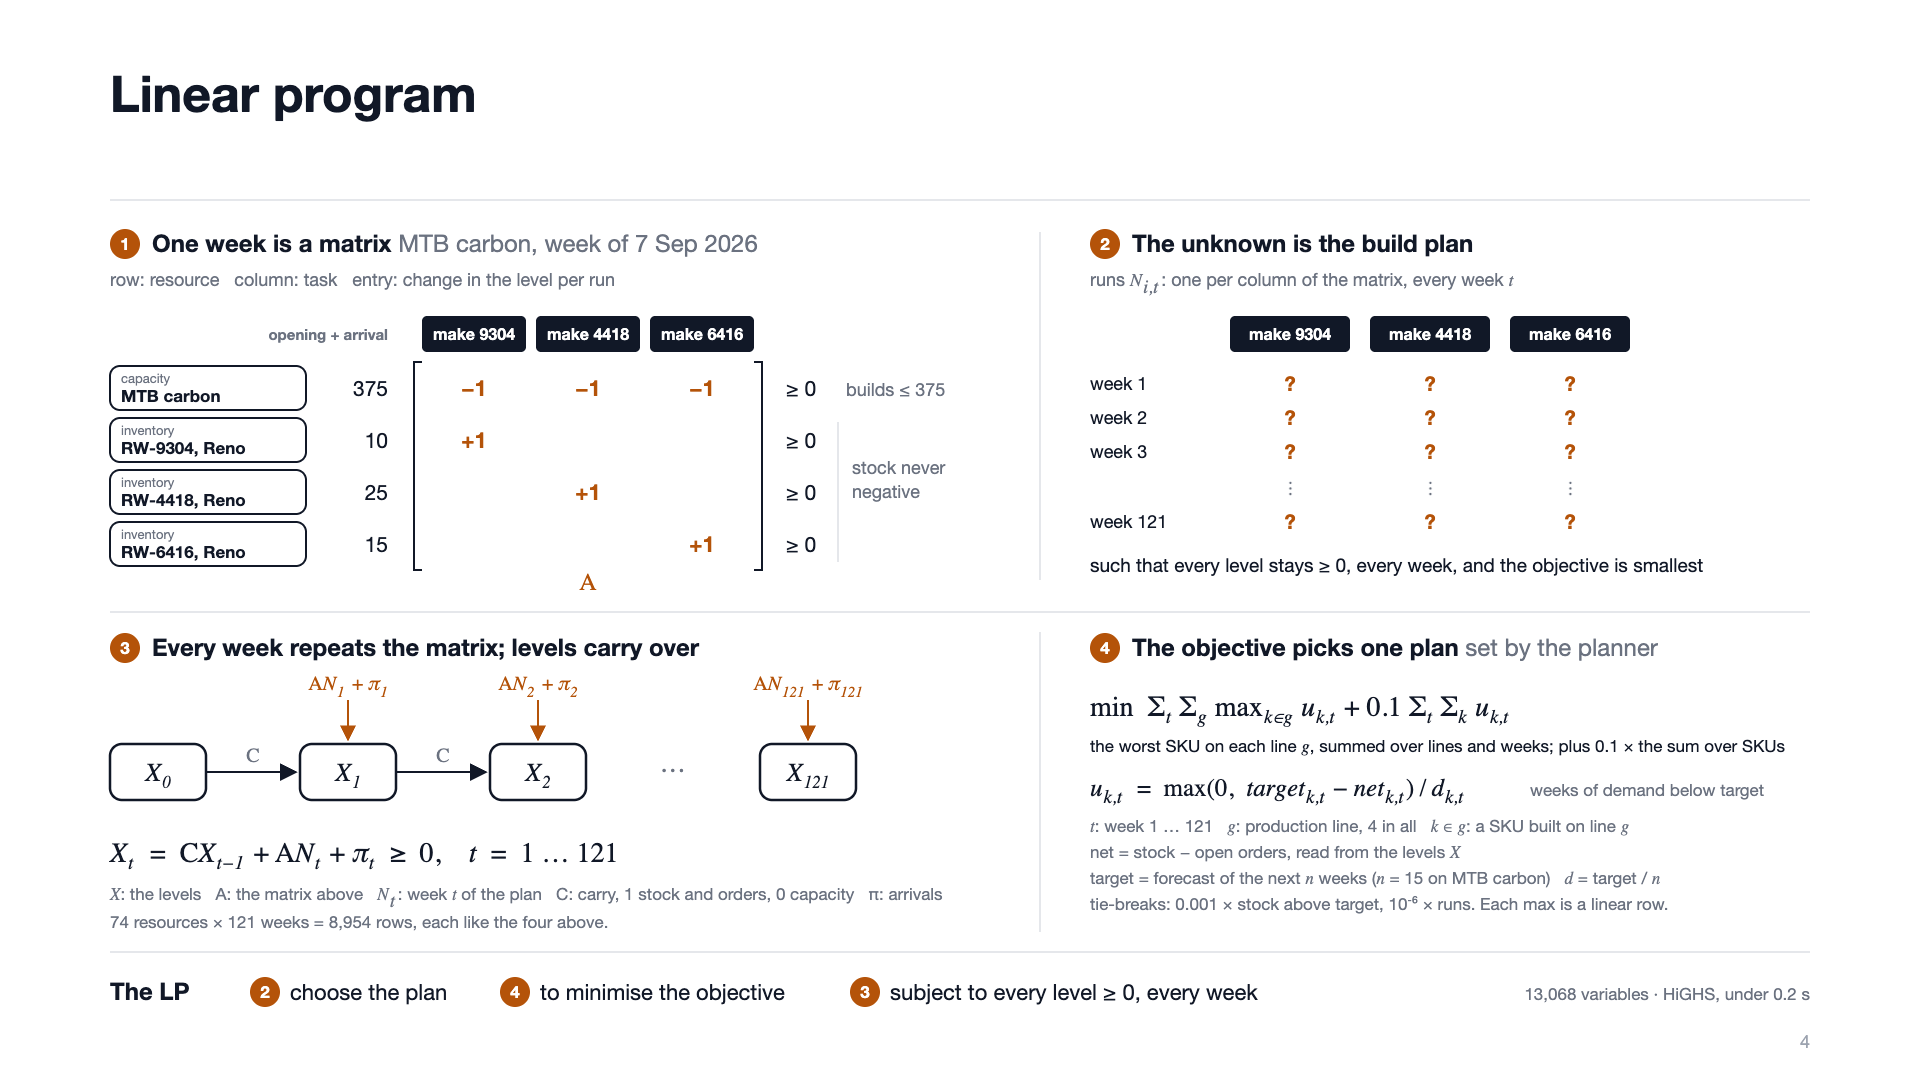 Linear program
1 One week is a matrix MTB carbon, week of 7 Sep 2026
row: resource column: task entry: change in the level per run
opening + arrival make 9304 make 4418 make 6416
capacity
MTB carbon 375 −1 −1 −1 ≥ 0 builds ≤ 375
inventory
RW-9304, Reno 10 +1 ≥ 0
inventory
RW-4418, Reno 25 +1 ≥ 0
stock never
negative
inventory
RW-6416, Reno 15 +1 ≥ 0
A
2 The unknown is the build plan
runs N_{i,t}: one per column of the matrix, every week t
make 9304 make 4418 make 6416
week 1 ? ? ?
week 2 ? ? ?
week 3 ? ? ?
⋮ ⋮ ⋮
week 121 ? ? ?
such that every level stays ≥ 0, every week, and the objective is smallest
3 Every week repeats the matrix; levels carry over
AN_1 + π_1 AN_2 + π_2 AN_121 + π_121
X_0 C X_1 C X_2 … X_121
X_t = CX_{t−1} + AN_t + π_t ≥ 0, t = 1 … 121
X: the levels A: the matrix above N_t: week t of the plan C: carry, 1 stock and orders, 0 capacity π: arrivals
74 resources × 121 weeks = 8,954 rows, each like the four above.
4 The objective picks one plan set by the planner
min Σ_t Σ_g max_{k∈g} u_{k,t} + 0.1 Σ_t Σ_k u_{k,t}
the worst SKU on each line g, summed over lines and weeks; plus 0.1 × the sum over SKUs
u_{k,t} = max(0, target_{k,t} − net_{k,t}) / d_{k,t} weeks of demand below target
t: week 1 … 121 g: production line, 4 in all k ∈ g: a SKU built on line g
net = stock − open orders, read from the levels X
target = forecast of the next n weeks (n = 15 on MTB carbon) d = target / n
tie-breaks: 0.001 × stock above target, 10⁻⁶ × runs. Each max is a linear row.
The LP 2 choose the plan 4 to minimise the objective 3 subject to every level ≥ 0, every week 13,068 variables · HiGHS, under 0.2 s
4